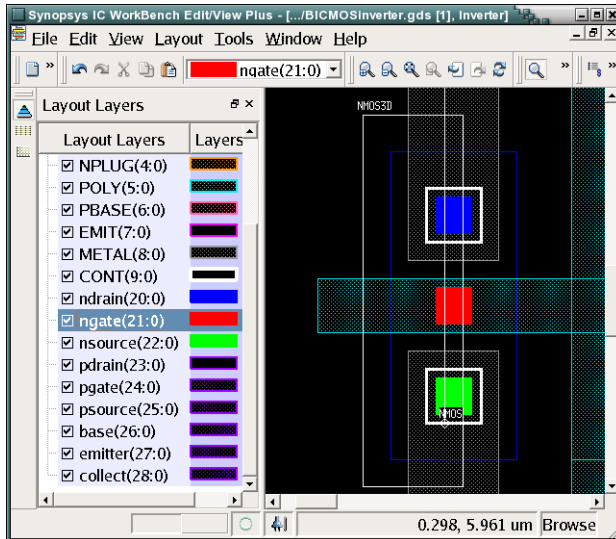 Synopsys IC WorkBench Edit/View Plus - [.../BICMOSinverter.gds [1], Inverter]
File Edit View Layout Tools Window Help
» ngate(21:0) » »
Layout Layers
Layout Layers Layers
NPLUG(4:0)
POLY(5:0)
PBASE(6:0)
EMIT(7:0)
METAL(8:0)
CONT(9:0)
ndrain(20:0)
ngate(21:0)
nsource(22:0)
pdrain(23:0)
pgate(24:0)
psource(25:0)
base(26:0)
emitter(27:0)
collect(28:0)
NMOS3D
NMOS
0.298, 5.961 um Browse